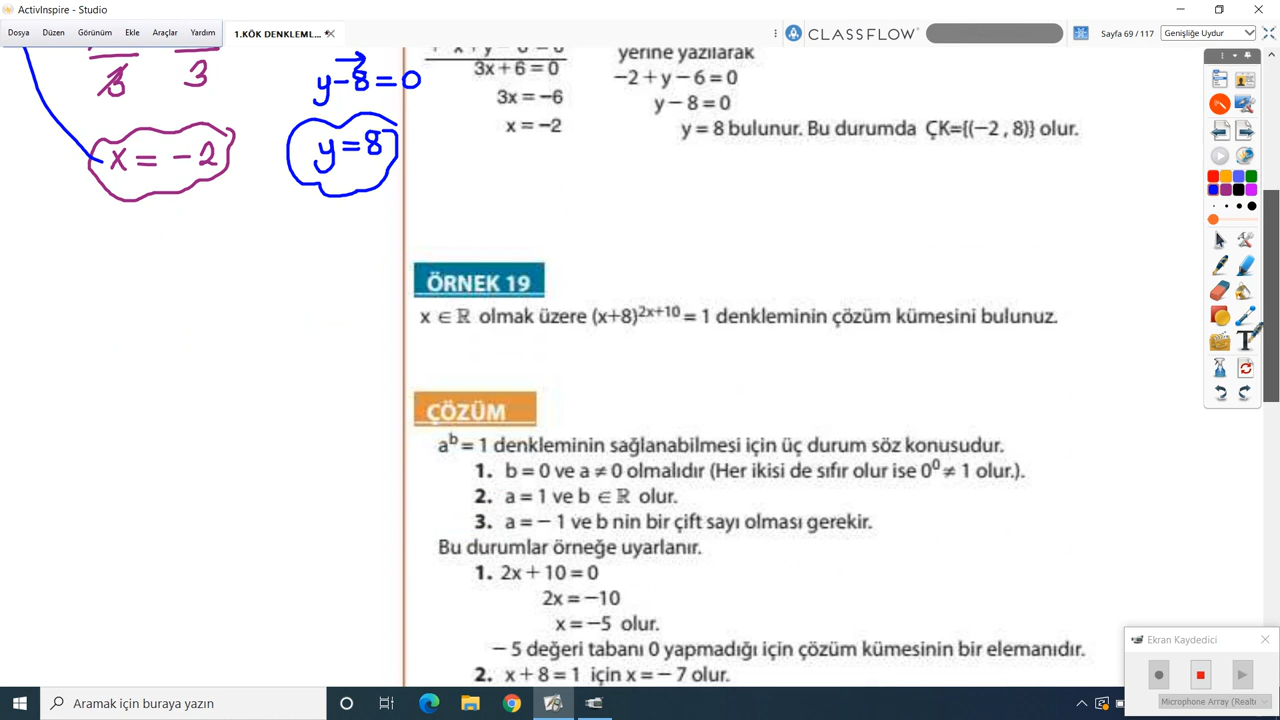 ActivInspire - Studio
Dosya Düzen Görünüm Ekle Araçlar Yardım
1.KÖK DENKLEML...
CLASSFLOW
Sayfa 69 / 117
Genişliğine Uydur
3
3
x = -2
y-8=0
y=8
3x + 6 = 0
3x = −6
x = −2
yerine yazılarak
−2 + y − 6 = 0
y − 8 = 0
y = 8 bulunur. Bu durumda ÇK={(−2 , 8)} olur.
ÖRNEK 19
x ∈ ℝ olmak üzere (x+8)^{2x+10} = 1 denkleminin çözüm kümesini bulunuz.
ÇÖZÜM
a^b = 1 denkleminin sağlanabilmesi için üç durum söz konusudur.
1. b = 0 ve a ≠ 0 olmalıdır (Her ikisi de sıfır olur ise 0^0 ≠ 1 olur.).
2. a = 1 ve b ∈ ℝ olur.
3. a = − 1 ve b nin bir çift sayı olması gerekir.
Bu durumlar örneğe uyarlanır.
1. 2x + 10 = 0
2x = −10
x = −5 olur.
− 5 değeri tabanı 0 yapmadığı için çözüm kümesinin bir elemanıdır.
2. x + 8 = 1 için x = − 7 olur.
Ekran Kaydedici
Microphone Array (Realt
Aramak için buraya yazın